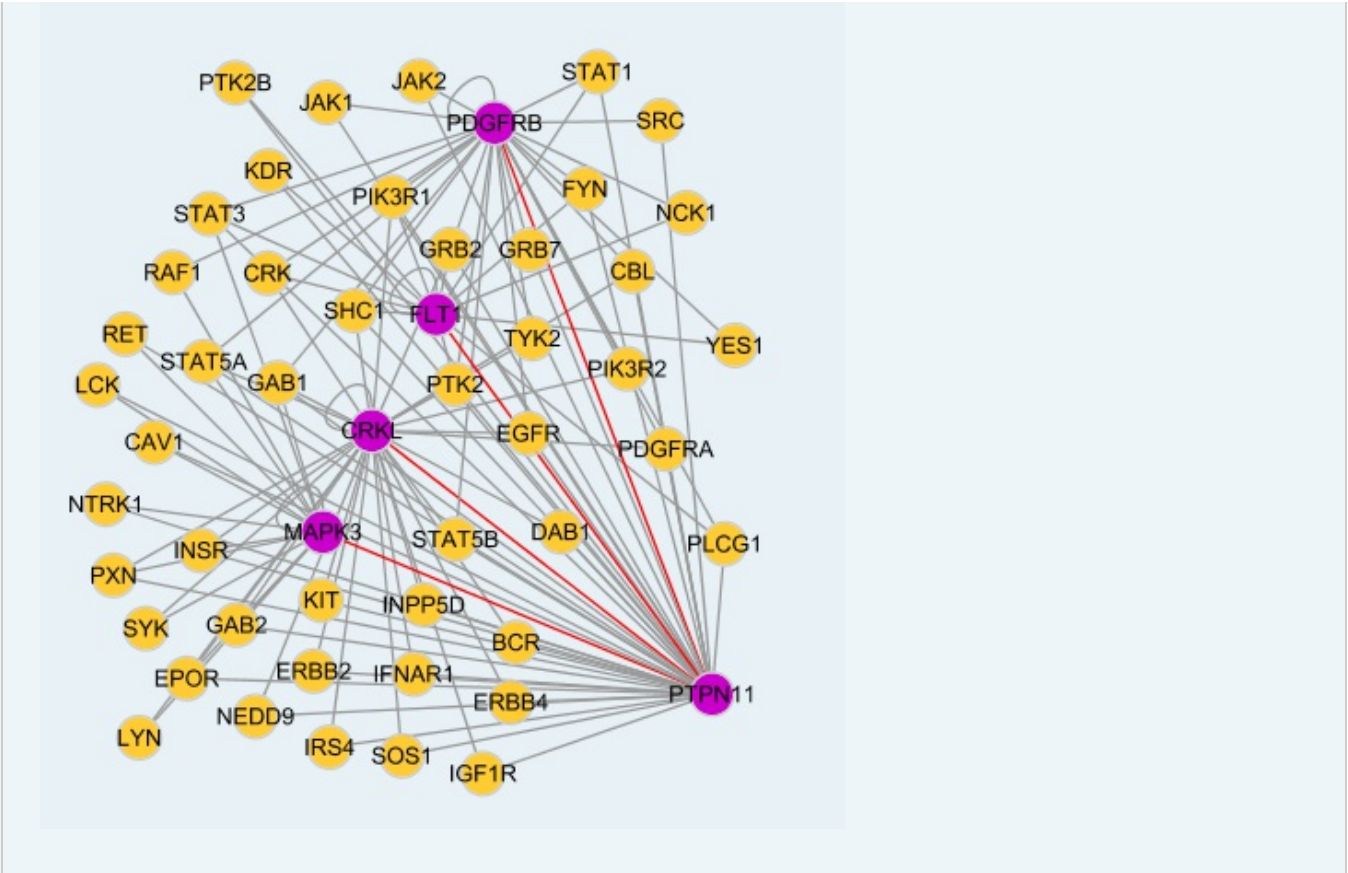 PTK2B
JAK1
JAK2
STAT1
PDGFRB
SRC
KDR
PIK3R1
FYN
STAT3
NCK1
GRB2
GRB7
RAF1
CRK
CBL
SHC1
FLT1
RET
TYK2
YES1
STAT5A
PIK3R2
LCK
GAB1
PTK2
CRKL
EGFR
CAV1
PDGFRA
NTRK1
MAPK3
STAT5B
DAB1
PLCG1
INSR
PXN
KIT
INPP5D
SYK
GAB2
BCR
EPOR
ERBB2
IFNAR1
PTPN11
ERBB4
NEDD9
LYN
IRS4
SOS1
IGF1R